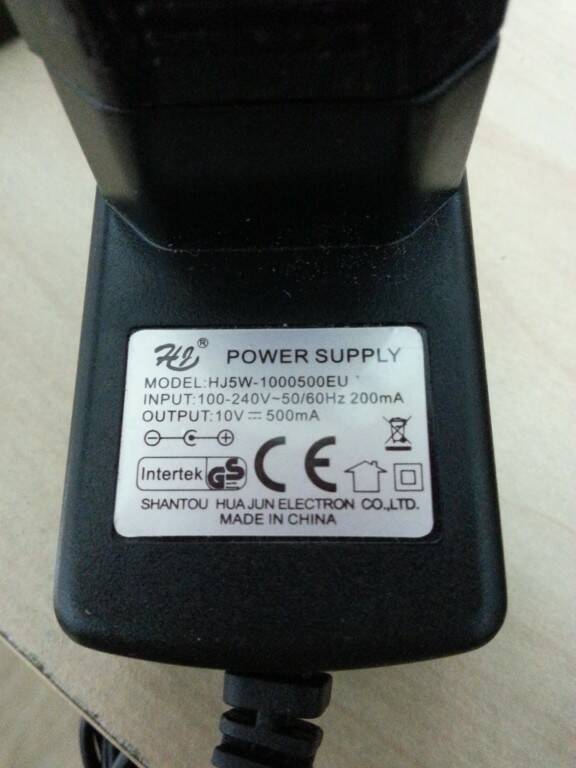 HJ® POWER SUPPLY
MODEL:HJ5W-1000500EU
INPUT:100-240V~50/60Hz 200mA
OUTPUT:10V⎓500mA
Intertek GS CE
SHANTOU HUA JUN ELECTRON CO.,LTD.
MADE IN CHINA